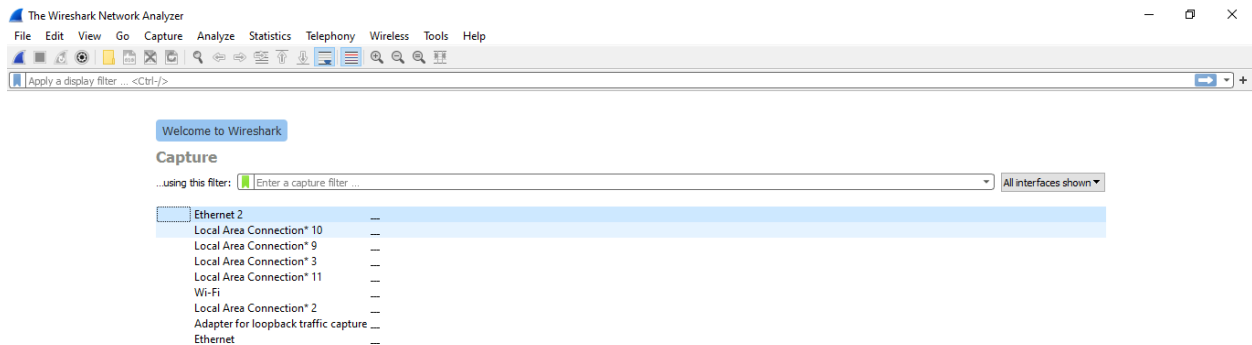 The Wireshark Network Analyzer
File Edit View Go Capture Analyze Statistics Telephony Wireless Tools Help
Apply a display filter ... <Ctrl-/>
Welcome to Wireshark
Capture
...using this filter: Enter a capture filter ... All interfaces shown
Ethernet 2
Local Area Connection* 10
Local Area Connection* 9
Local Area Connection* 3
Local Area Connection* 11
Wi-Fi
Local Area Connection* 2
Adapter for loopback traffic capture
Ethernet